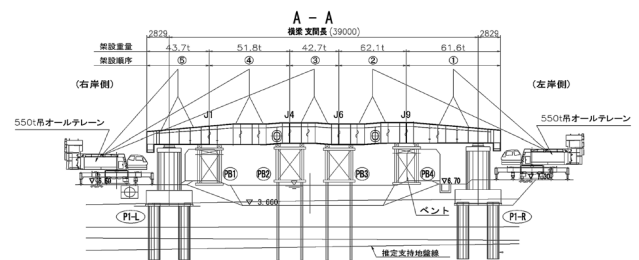 A - A
横梁 支間長 (39000)
2829
2829
架設重量 43.7t 51.8t 42.7t 62.1t 61.6t
架設順序 ⑤ ④ ③ ② ①
(右岸側)
(左岸側)
550t吊オールテレーン
550t吊オールテレーン
J1 J4 J6 J9
PB1 PB2 PB3 PB4
6.70
3.660
P1-L
ベント
P1-R
推定支持地盤線